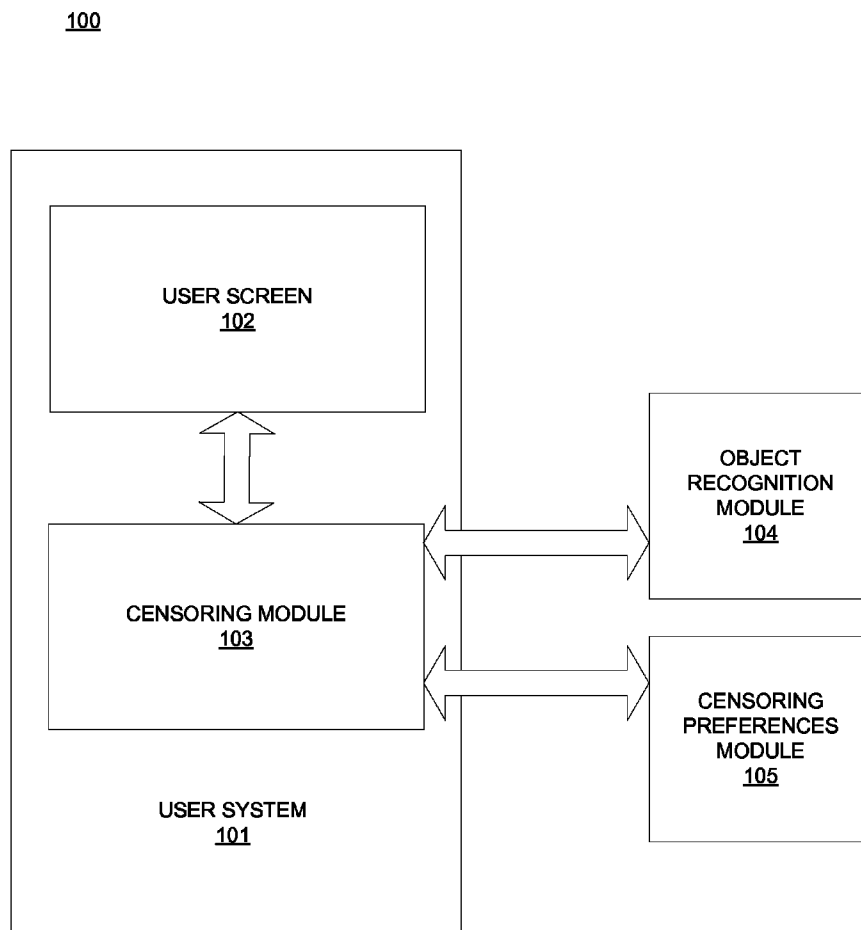 100
USER SCREEN
102
CENSORING MODULE
103
USER SYSTEM
101
OBJECT
RECOGNITION
MODULE
104
CENSORING
PREFERENCES
MODULE
105